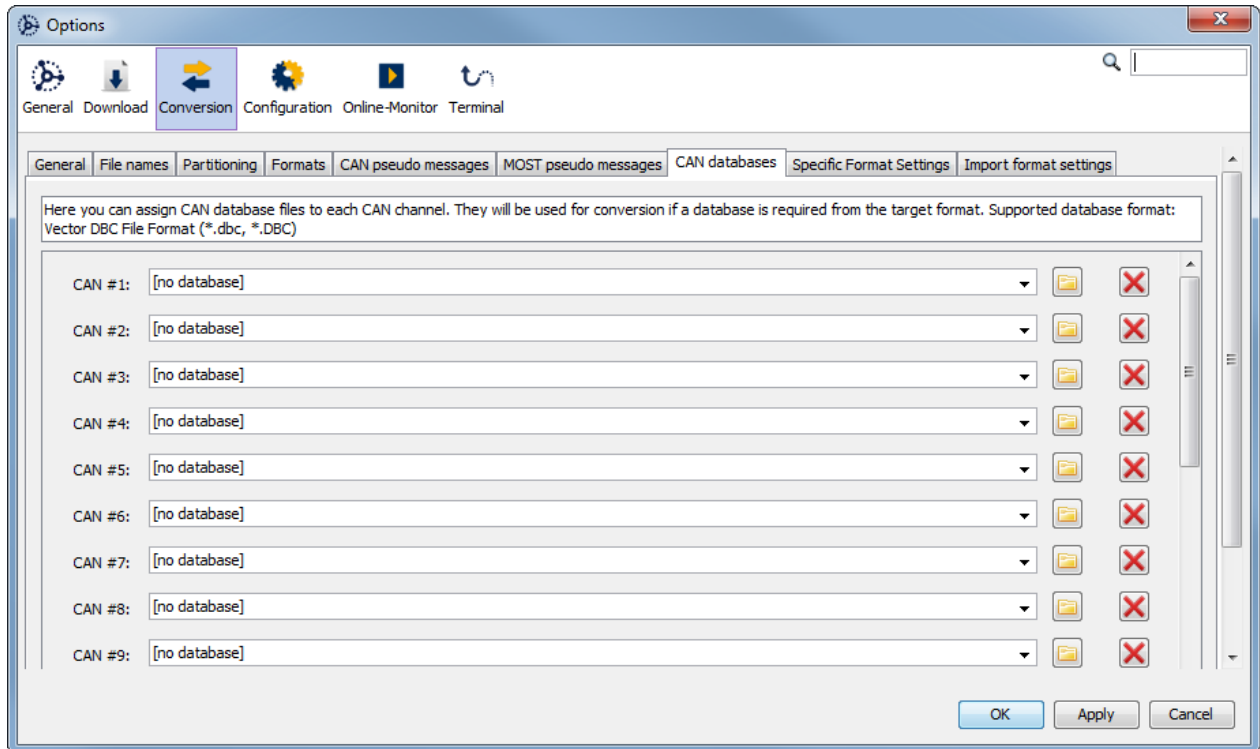 Options
General Download Conversion Configuration Online-Monitor Terminal
General File names Partitioning Formats CAN pseudo messages MOST pseudo messages CAN databases Specific Format Settings Import format settings
Here you can assign CAN database files to each CAN channel. They will be used for conversion if a database is required from the target format. Supported database format:
Vector DBC File Format (*.dbc, *.DBC)
CAN #1: [no database]
CAN #2: [no database]
CAN #3: [no database]
CAN #4: [no database]
CAN #5: [no database]
CAN #6: [no database]
CAN #7: [no database]
CAN #8: [no database]
CAN #9: [no database]
OK Apply Cancel